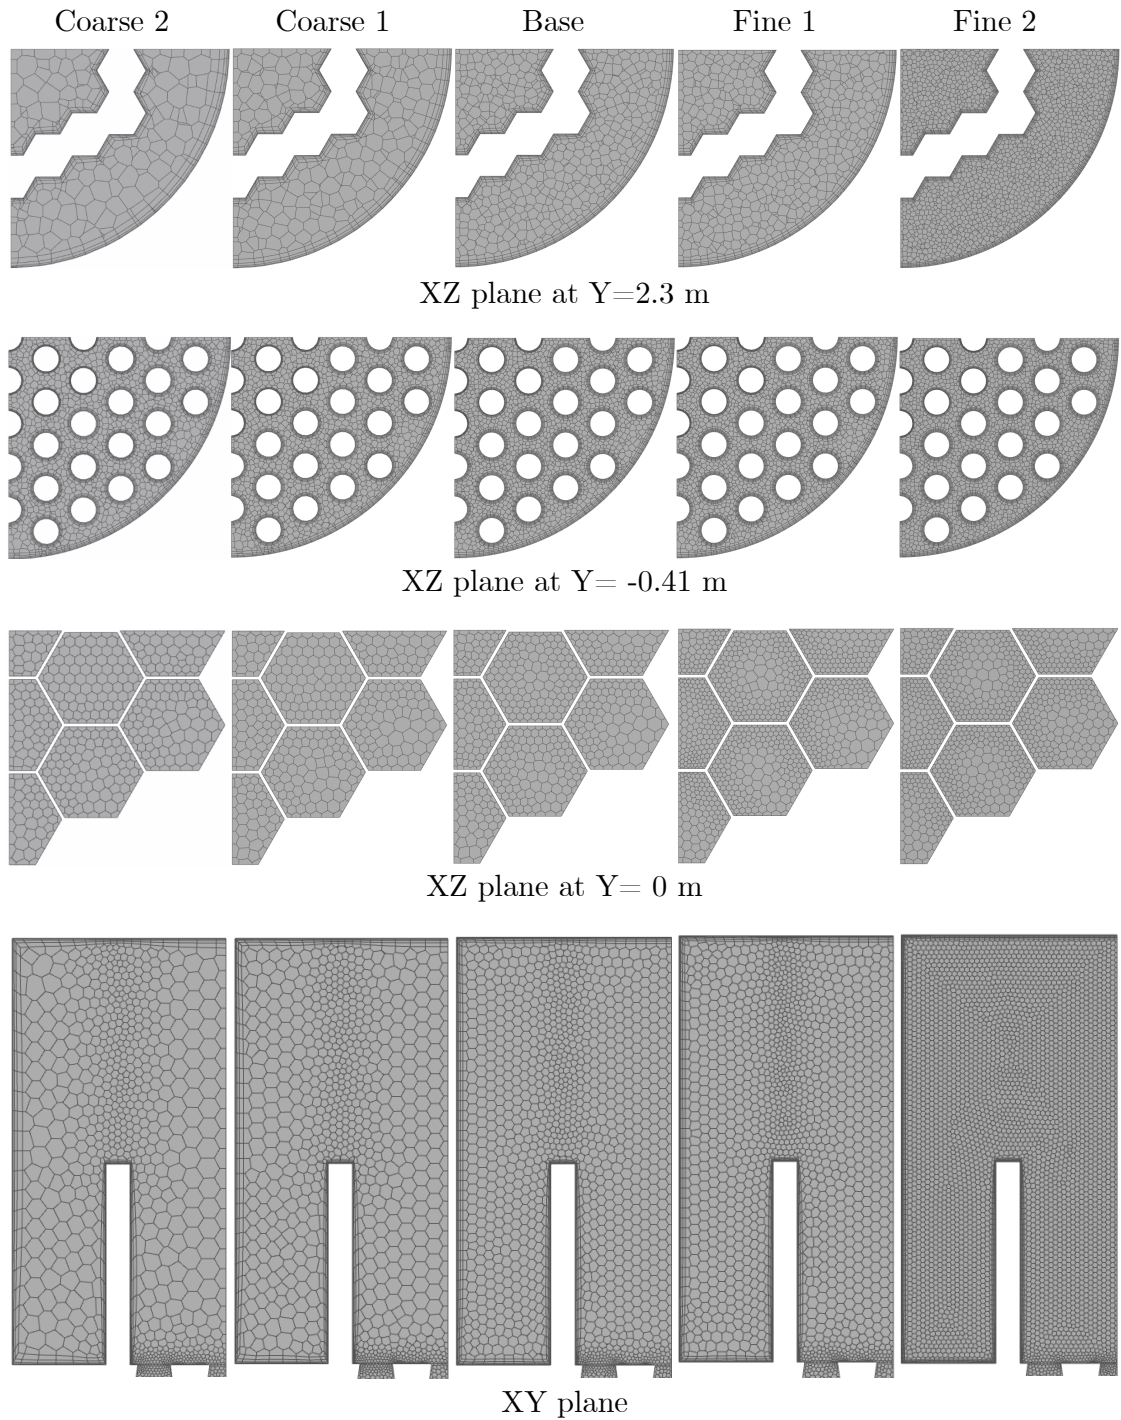 Coarse 2 Coarse 1 Base Fine 1 Fine 2
XZ plane at Y=2.3 m
XZ plane at Y= -0.41 m
XZ plane at Y= 0 m
XY plane